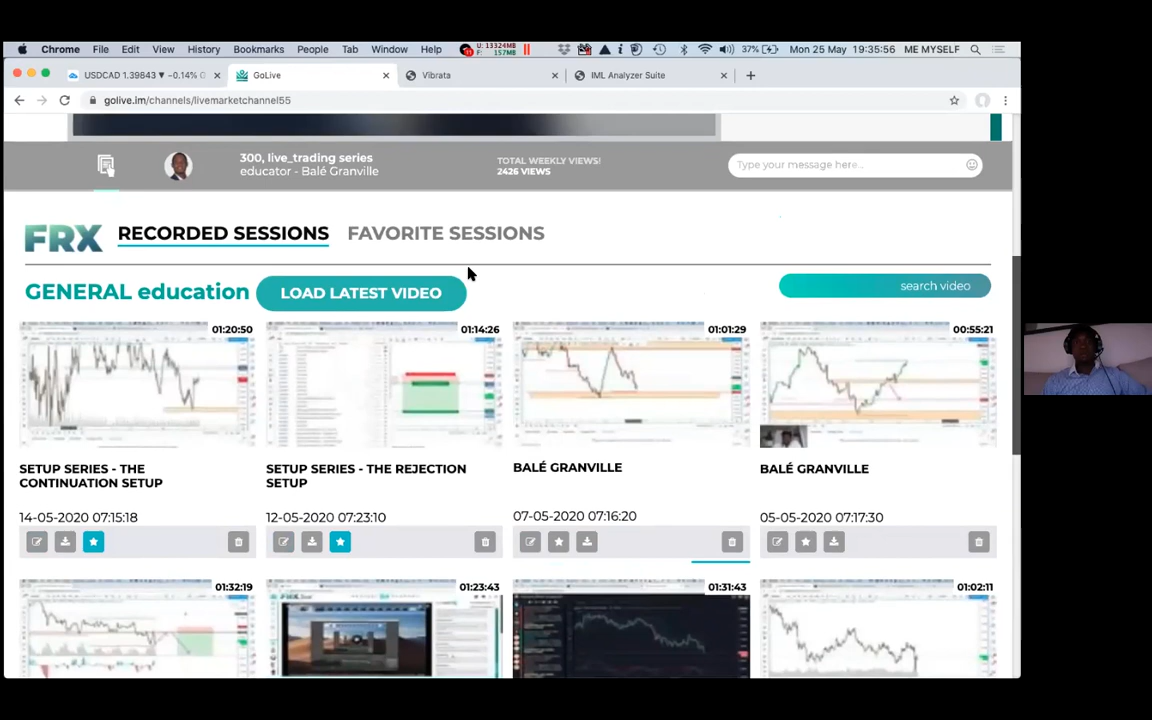 Chrome File Edit View History Bookmarks People Tab Window Help U: 13324MB F: 157MB 37% Mon 25 May 19:35:56 ME MYSELF
USDCAD 1.39843 ▼ −0.14% GoLive Vibrata IML Analyzer Suite
golive.im/channels/livemarketchannel55
300, live_trading series
educator - Balé Granville
TOTAL WEEKLY VIEWS!
2426 VIEWS
Type your message here...
FRX RECORDED SESSIONS FAVORITE SESSIONS
GENERAL education LOAD LATEST VIDEO search video
01:20:50 01:14:26 01:01:29 00:55:21
SETUP SERIES - THE CONTINUATION SETUP
14-05-2020 07:15:18
SETUP SERIES - THE REJECTION SETUP
12-05-2020 07:23:10
BALÉ GRANVILLE
07-05-2020 07:16:20
BALÉ GRANVILLE
05-05-2020 07:17:30
01:32:19 01:23:43 01:31:43 01:02:11